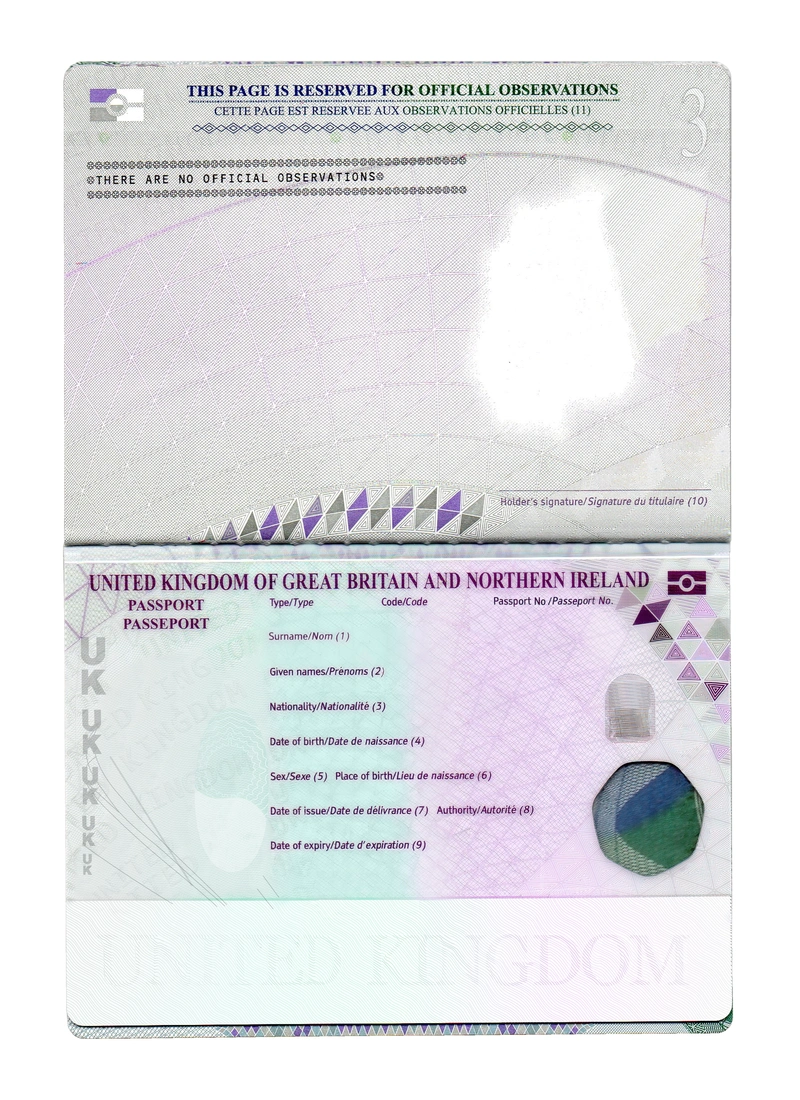 THIS PAGE IS RESERVED FOR OFFICIAL OBSERVATIONS
CETTE PAGE EST RESERVEE AUX OBSERVATIONS OFFICIELLES (11)
3
THERE ARE NO OFFICIAL OBSERVATIONS
Holder's signature/Signature du titulaire (10)
UNITED KINGDOM OF GREAT BRITAIN AND NORTHERN IRELAND
PASSPORT
PASSEPORT
Type/Type Code/Code Passport No /Passeport No.
Surname/Nom (1)
Given names/Prénoms (2)
Nationality/Nationalité (3)
Date of birth/Date de naissance (4)
Sex/Sexe (5) Place of birth/Lieu de naissance (6)
Date of issue/Date de délivrance (7) Authority/Autorité (8)
Date of expiry/Date d'expiration (9)
UK
UK
UK
UK
UK
UNITED KINGDOM